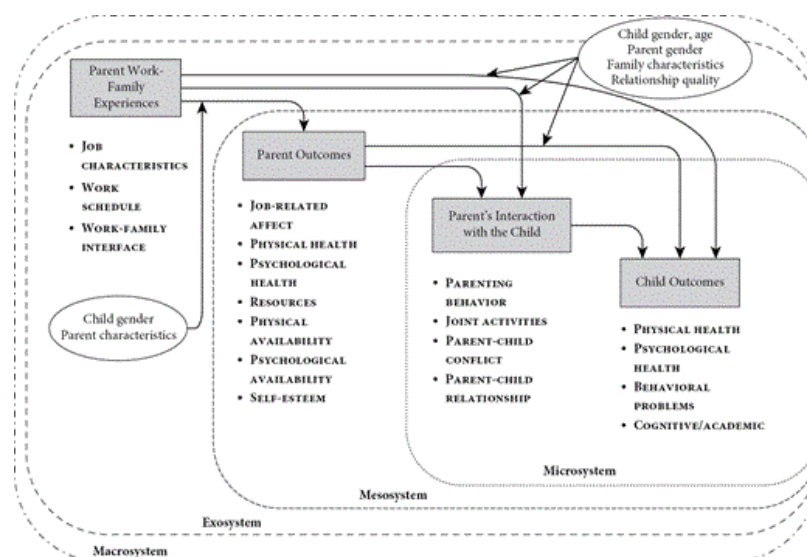 Child gender, age
Parent gender
Family characteristics
Relationship quality
Parent Work-
Family
Experiences
• JOB
CHARACTERISTICS
• WORK
SCHEDULE
• WORK-FAMILY
INTERFACE
Child gender
Parent characteristics
Parent Outcomes
• JOB-RELATED
AFFECT
• PHYSICAL HEALTH
• PSYCHOLOGICAL
HEALTH
• RESOURCES
• PHYSICAL
AVAILABILITY
• PSYCHOLOGICAL
AVAILABILITY
• SELF-ESTEEM
Parent's Interaction
with the Child
• PARENTING
BEHAVIOR
• JOINT ACTIVITIES
• PARENT-CHILD
CONFLICT
• PARENT-CHILD
RELATIONSHIP
Child Outcomes
• PHYSICAL HEALTH
• PSYCHOLOGICAL
HEALTH
• BEHAVIORAL
PROBLEMS
• COGNITIVE/ACADEMIC
Microsystem
Mesosystem
Exosystem
Macrosystem